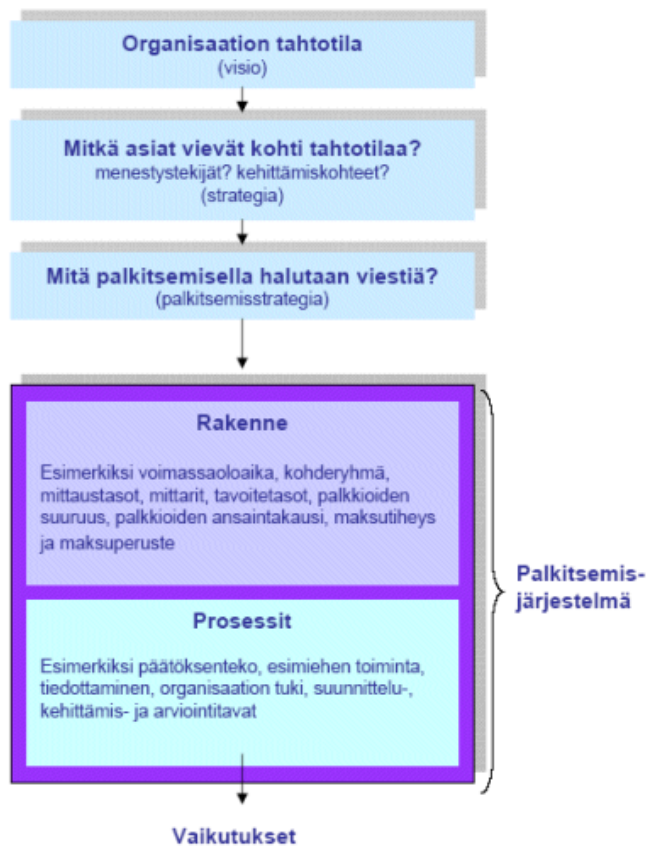 Organisaation tahtotila
(visio)
Mitkä asiat vievät kohti tahtotilaa?
menestystekijät? kehittämiskohteet?
(strategia)
Mitä palkitsemisella halutaan viestiä?
(palkitsemisstrategia)
Rakenne
Esimerkiksi voimassaoloaika, kohderyhmä,
mittaustasot, mittarit, tavoitetasot, palkkioiden
suuruus, palkkioiden ansaintakausi, maksutiheys
ja maksuperuste
Prosessit
Esimerkiksi päätöksenteko, esimiehen toiminta,
tiedottaminen, organisaation tuki, suunnittelu-,
kehittämis- ja arviointitavat
Palkitsemis-
järjestelmä
Vaikutukset